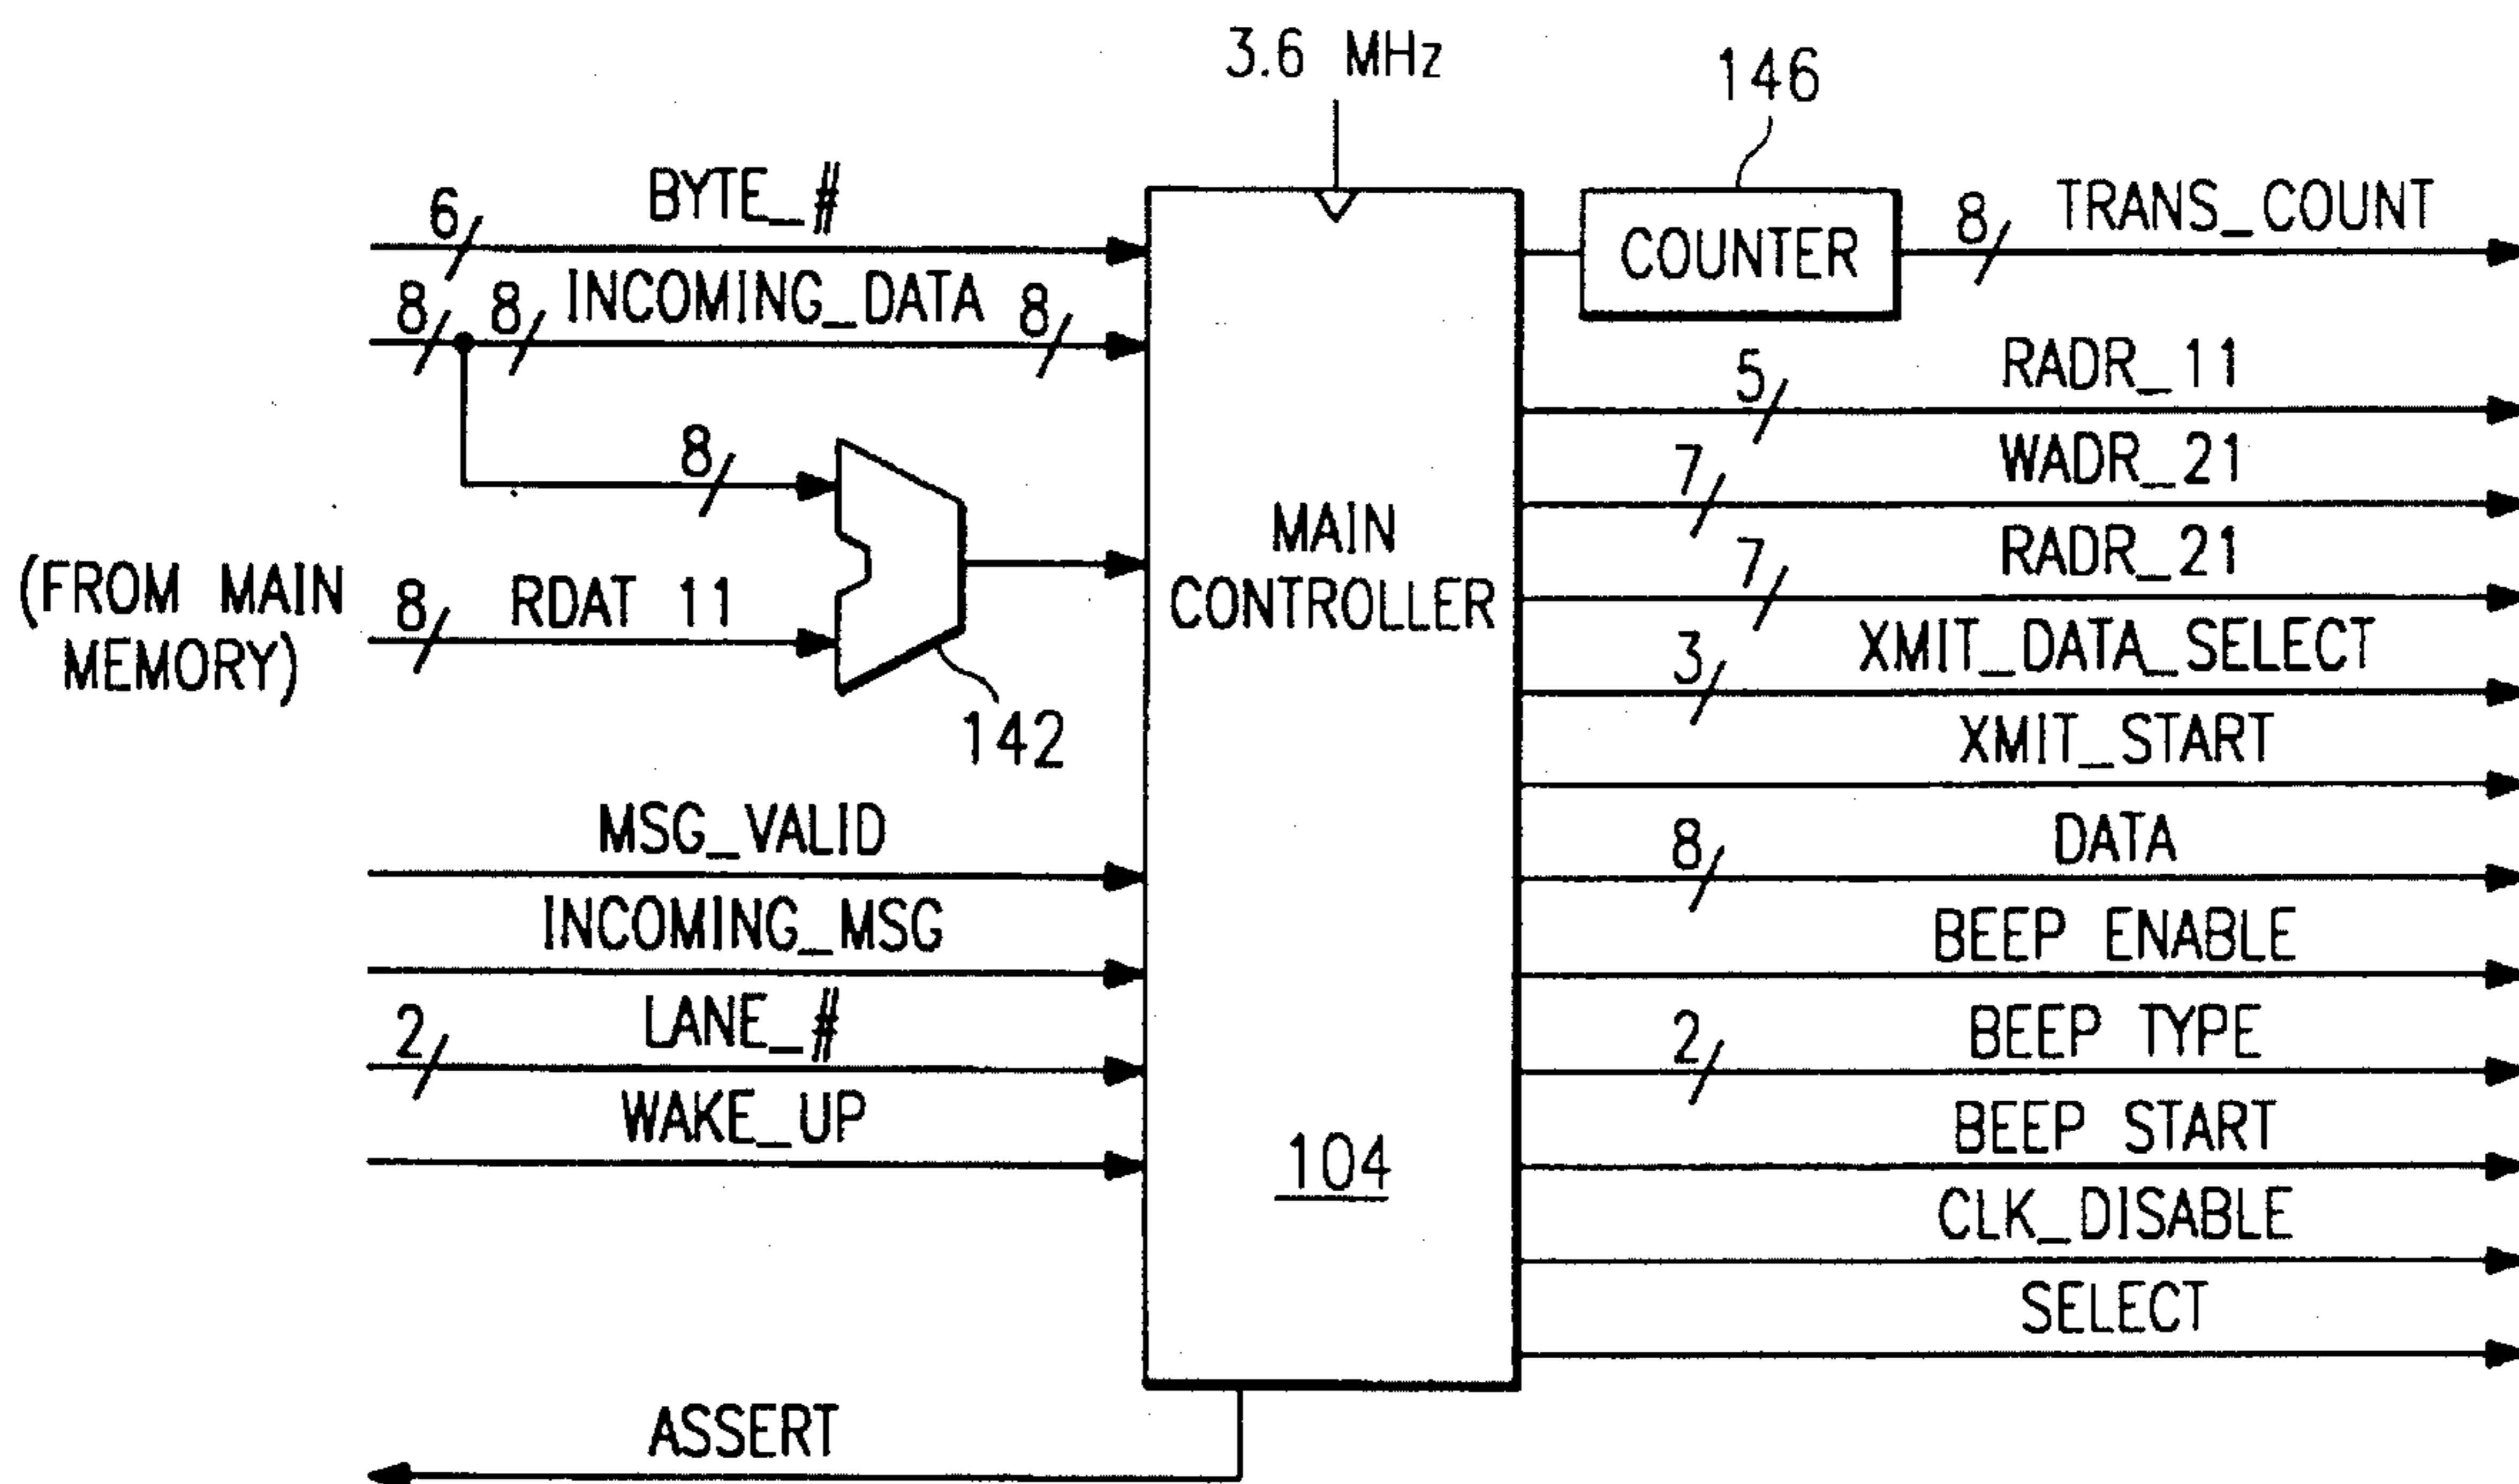 3.6 MHz
146
6
BYTE_#
8
8
INCOMING_DATA
8
8
(FROM MAIN
MEMORY)
8
RDAT 11
142
MSG_VALID
INCOMING_MSG
2
LANE_#
WAKE_UP
ASSERT
MAIN
CONTROLLER
104
COUNTER
8
TRANS_COUNT
5
RADR_11
7
WADR_21
7
RADR_21
3
XMIT_DATA_SELECT
XMIT_START
8
DATA
BEEP ENABLE
2
BEEP TYPE
BEEP START
CLK_DISABLE
SELECT